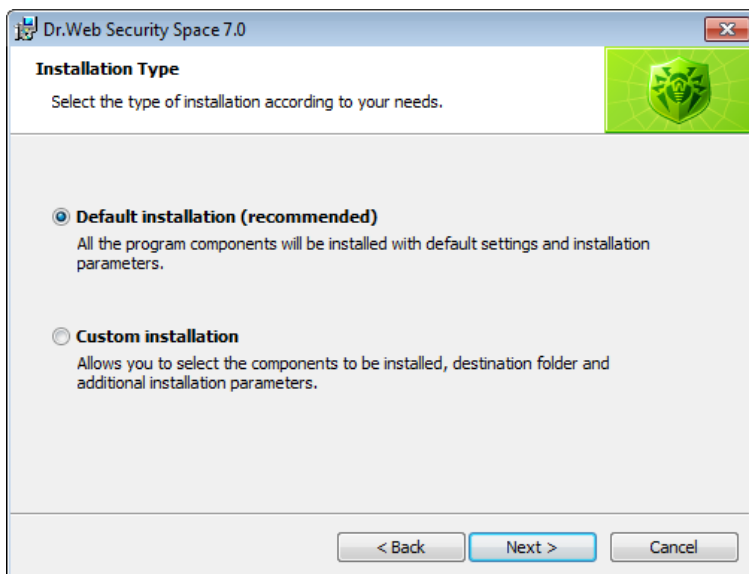 Dr.Web Security Space 7.0
Installation Type
Select the type of installation according to your needs.
Default installation (recommended)
All the program components will be installed with default settings and installation
parameters.
Custom installation
Allows you to select the components to be installed, destination folder and
additional installation parameters.
< Back Next > Cancel